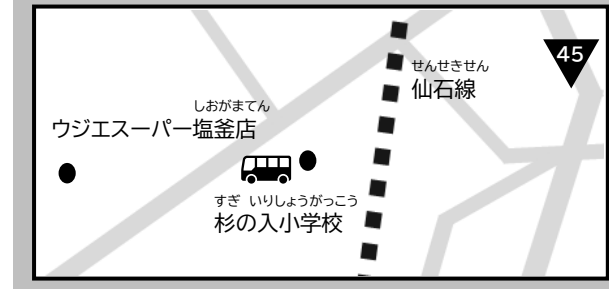 45
せんせきせん
仙石線
しおがまてん
ウジエスーパー塩釜店
すぎ いりしょうがっこう
杉の入小学校